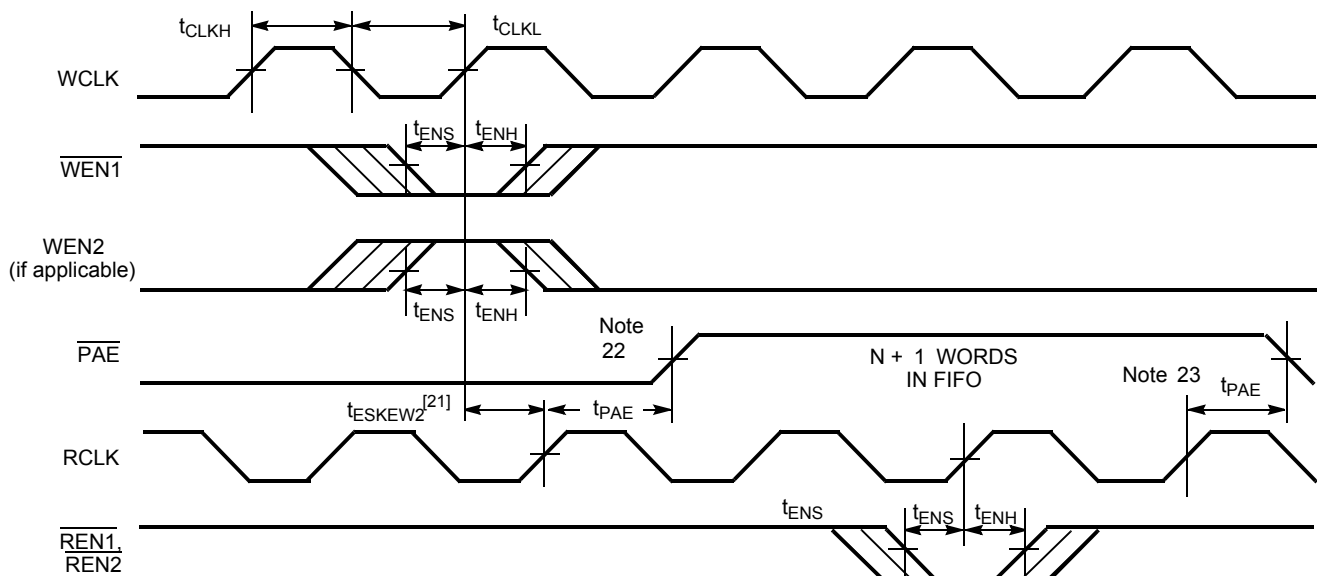 tCLKH
tCLKL
WCLK
tENS
tENH
WEN1
WEN2
(if applicable)
tENS
tENH
Note
22
PAE
N + 1 WORDS
IN FIFO
Note 23
tPAE
tESKEW2[21]
tPAE
RCLK
tENS
tENS
tENH
REN1,
REN2